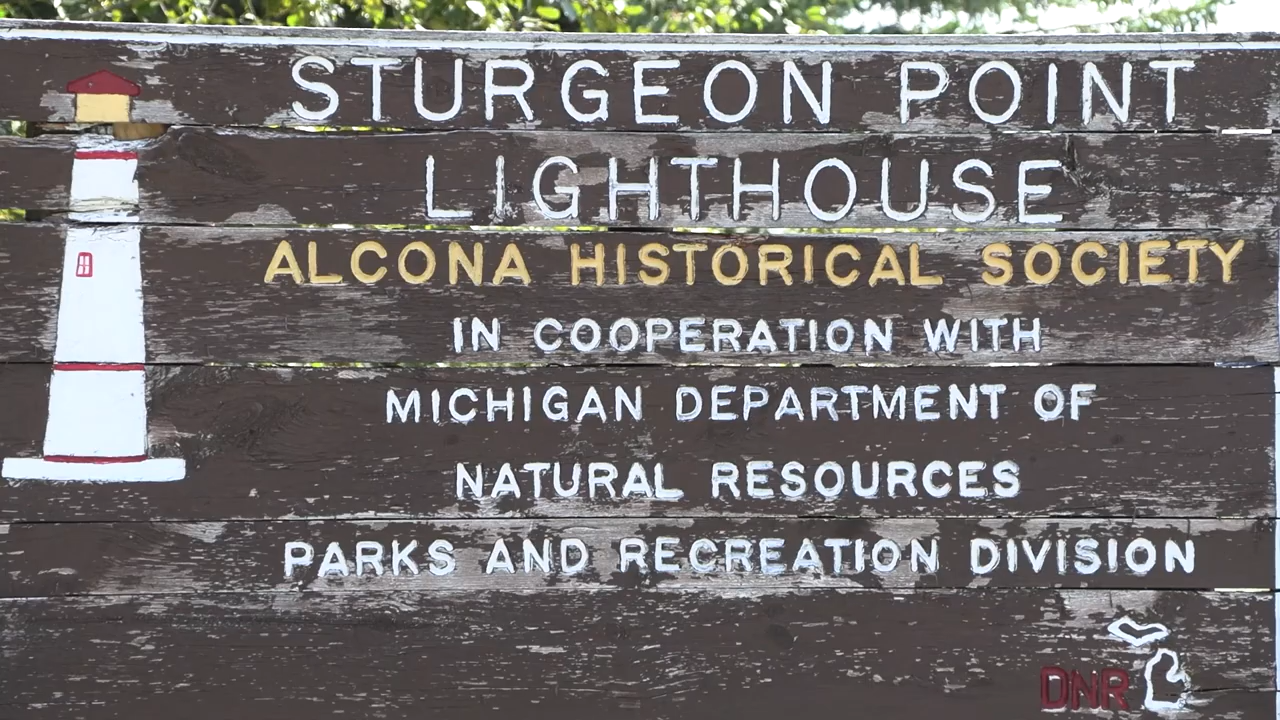 STURGEON POINT
LIGHTHOUSE
ALCONA HISTORICAL SOCIETY
IN COOPERATION WITH
MICHIGAN DEPARTMENT OF
NATURAL RESOURCES
PARKS AND RECREATION DIVISION
DNR